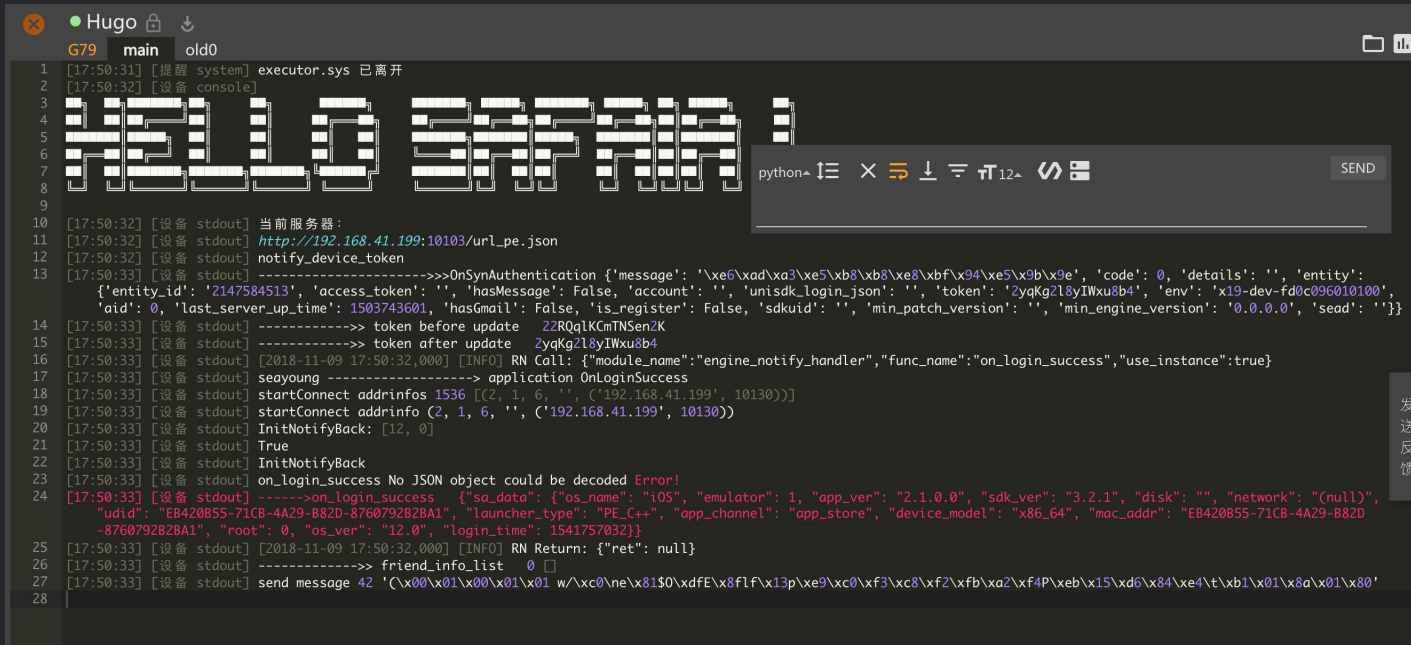 Hugo
G79 main old0
1 [17:50:31] [提醒 system] executor.sys 已离开
2 [17:50:32] [设备 console]
3
4
5
6
7
8
9
HELLO SAFAIA!
python 12 SEND
10 [17:50:32] [设备 stdout] 当前服务器:
11 [17:50:32] [设备 stdout] http://192.168.41.199:10103/url_pe.json
12 [17:50:32] [设备 stdout] notify_device_token
13 [17:50:33] [设备 stdout] ---------------------->>>OnSynAuthentication {'message': '\xe6\xad\xa3\xe5\xb8\xb8\xe8\xbf\x94\xe5\x9b\x9e', 'code': 0, 'details': '', 'entity':
{'entity_id': '2147584513', 'access_token': '', 'hasMessage': False, 'account': '', 'unisdk_login_json': '', 'token': '2yqKg2l8yIWxu8b4', 'env': 'x19-dev-fd0c096010100',
'aid': 0, 'last_server_up_time': 1503743601, 'hasGmail': False, 'is_register': False, 'sdkuid': '', 'min_patch_version': '', 'min_engine_version': '0.0.0.0', 'sead': ''}}
14 [17:50:33] [设备 stdout] ------------>> token before update 22RQqlKCmTNSen2K
15 [17:50:33] [设备 stdout] ------------>> token after update 2yqKg2l8yIWxu8b4
16 [17:50:33] [设备 stdout] [2018-11-09 17:50:32,000] [INFO] RN Call: {"module_name":"engine_notify_handler","func_name":"on_login_success","use_instance":true}
17 [17:50:33] [设备 stdout] seayoung -------------------> application OnLoginSuccess
18 [17:50:33] [设备 stdout] startConnect addrinfos 1536 [(2, 1, 6, '', ('192.168.41.199', 10130))]
19 [17:50:33] [设备 stdout] startConnect addrinfo (2, 1, 6, '', ('192.168.41.199', 10130))
20 [17:50:33] [设备 stdout] InitNotifyBack: [12, 0]
21 [17:50:33] [设备 stdout] True
22 [17:50:33] [设备 stdout] InitNotifyBack
23 [17:50:33] [设备 stdout] on_login_success No JSON object could be decoded Error!
24 [17:50:33] [设备 stdout] ------>on_login_success {"sa_data": {"os_name": "iOS", "emulator": 1, "app_ver": "2.1.0.0", "sdk_ver": "3.2.1", "disk": "", "network": "(null)",
"udid": "EB420B55-71CB-4A29-B82D-8760792B2BA1", "launcher_type": "PE_C++", "app_channel": "app_store", "device_model": "x86_64", "mac_addr": "EB420B55-71CB-4A29-B82D
-8760792B2BA1", "root": 0, "os_ver": "12.0", "login_time": 1541757032}}
25 [17:50:33] [设备 stdout] [2018-11-09 17:50:32,000] [INFO] RN Return: {"ret": null}
26 [17:50:33] [设备 stdout] ------------->> friend_info_list 0 []
27 [17:50:33] [设备 stdout] send message 42 '(\x00\x01\x00\x01\x01 w/\xc0\ne\x81$O\xdfE\x8flf\x13p\xe9\xc0\xf3\xc8\xf2\xfb\xa2\xf4P\xeb\x15\xd6\x84\xe4\t\xb1\x01\x8a\x01\x80'
28
发送反馈